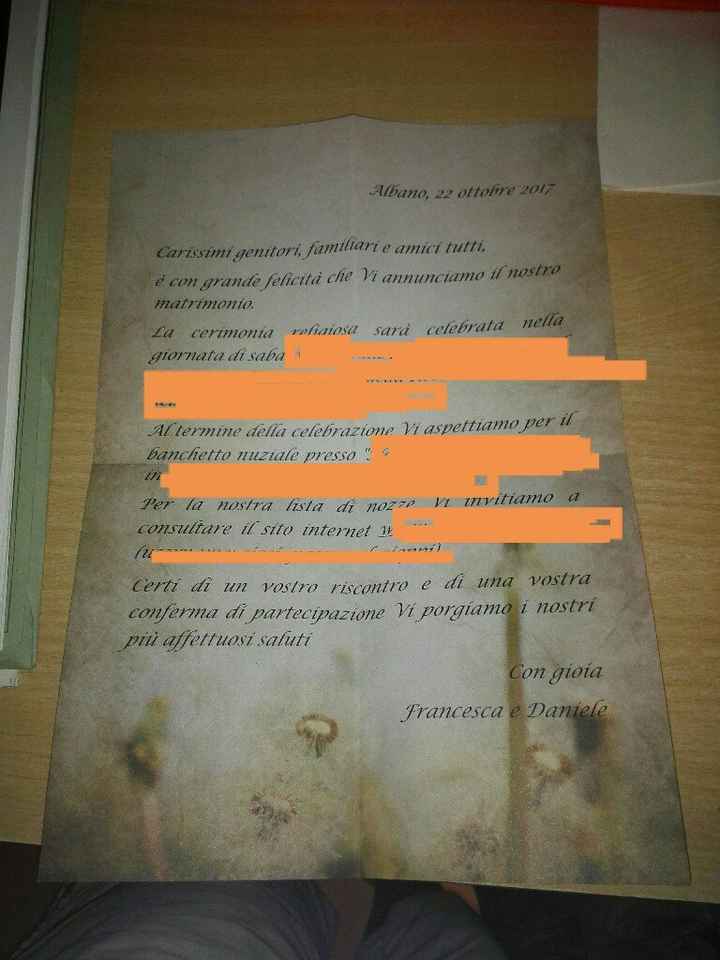 Albano, 22 ottobre 2017
Carissimi genitori, familiari e amici tutti,
è con grande felicità che Vi annunciamo il nostro
matrimonio.
La cerimonia religiosa sarà celebrata nella
giornata di saba
Al termine della celebrazione Vi aspettiamo per il
banchetto nuziale presso "
in
Per la nostra lista di nozze Vi invitiamo a
consultare il sito internet
Certi di un vostro riscontro e di una vostra
conferma di partecipazione Vi porgiamo i nostri
più affettuosi saluti
Con gioia
Francesca e Daniele